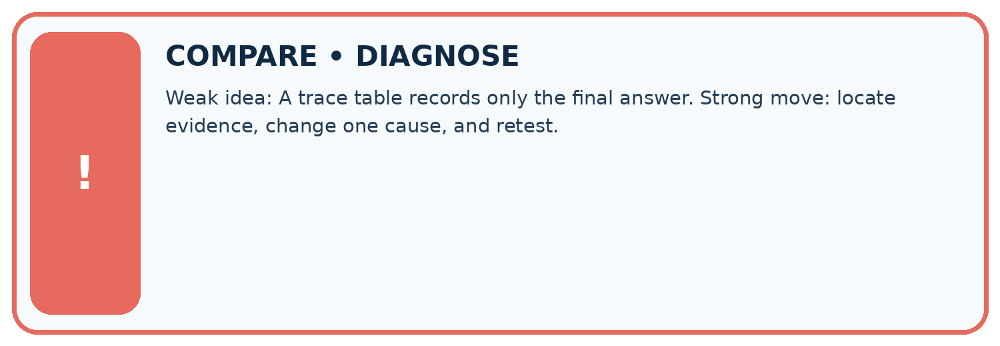 !
COMPARE • DIAGNOSE
Weak idea: A trace table records only the final answer. Strong move: locate
evidence, change one cause, and retest.